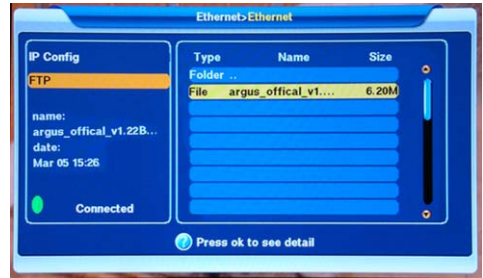 Ethernet>Ethernet
IP Config
FTP
name:
argus_offical_v1.22B...
date:
Mar 05 15:26
Connected
Type Name Size
Folder ..
File argus_offical_v1.... 6.20M
Press ok to see detail